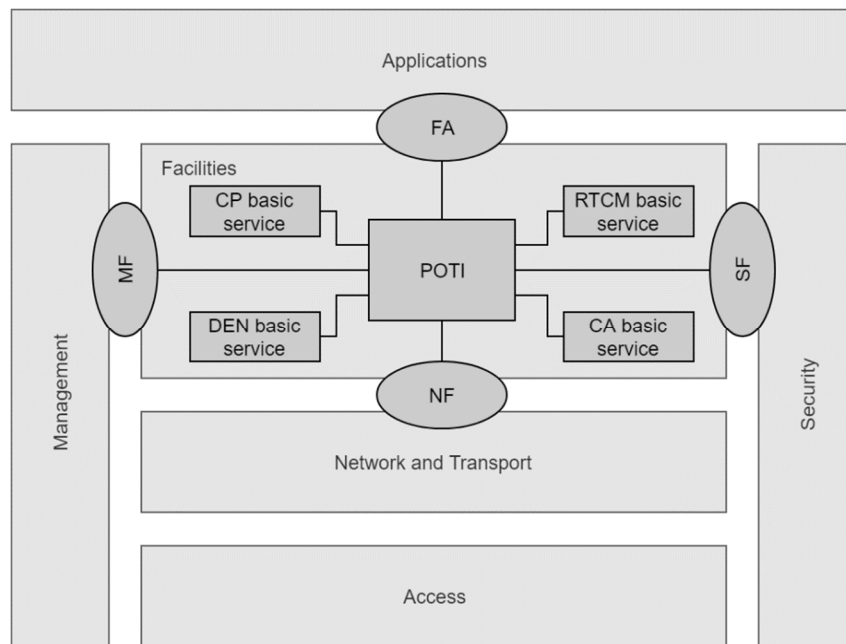 Applications
FA
Facilities
CP basic
service
RTCM basic
service
MF
POTI
SF
DEN basic
service
CA basic
service
NF
Management
Security
Network and Transport
Access